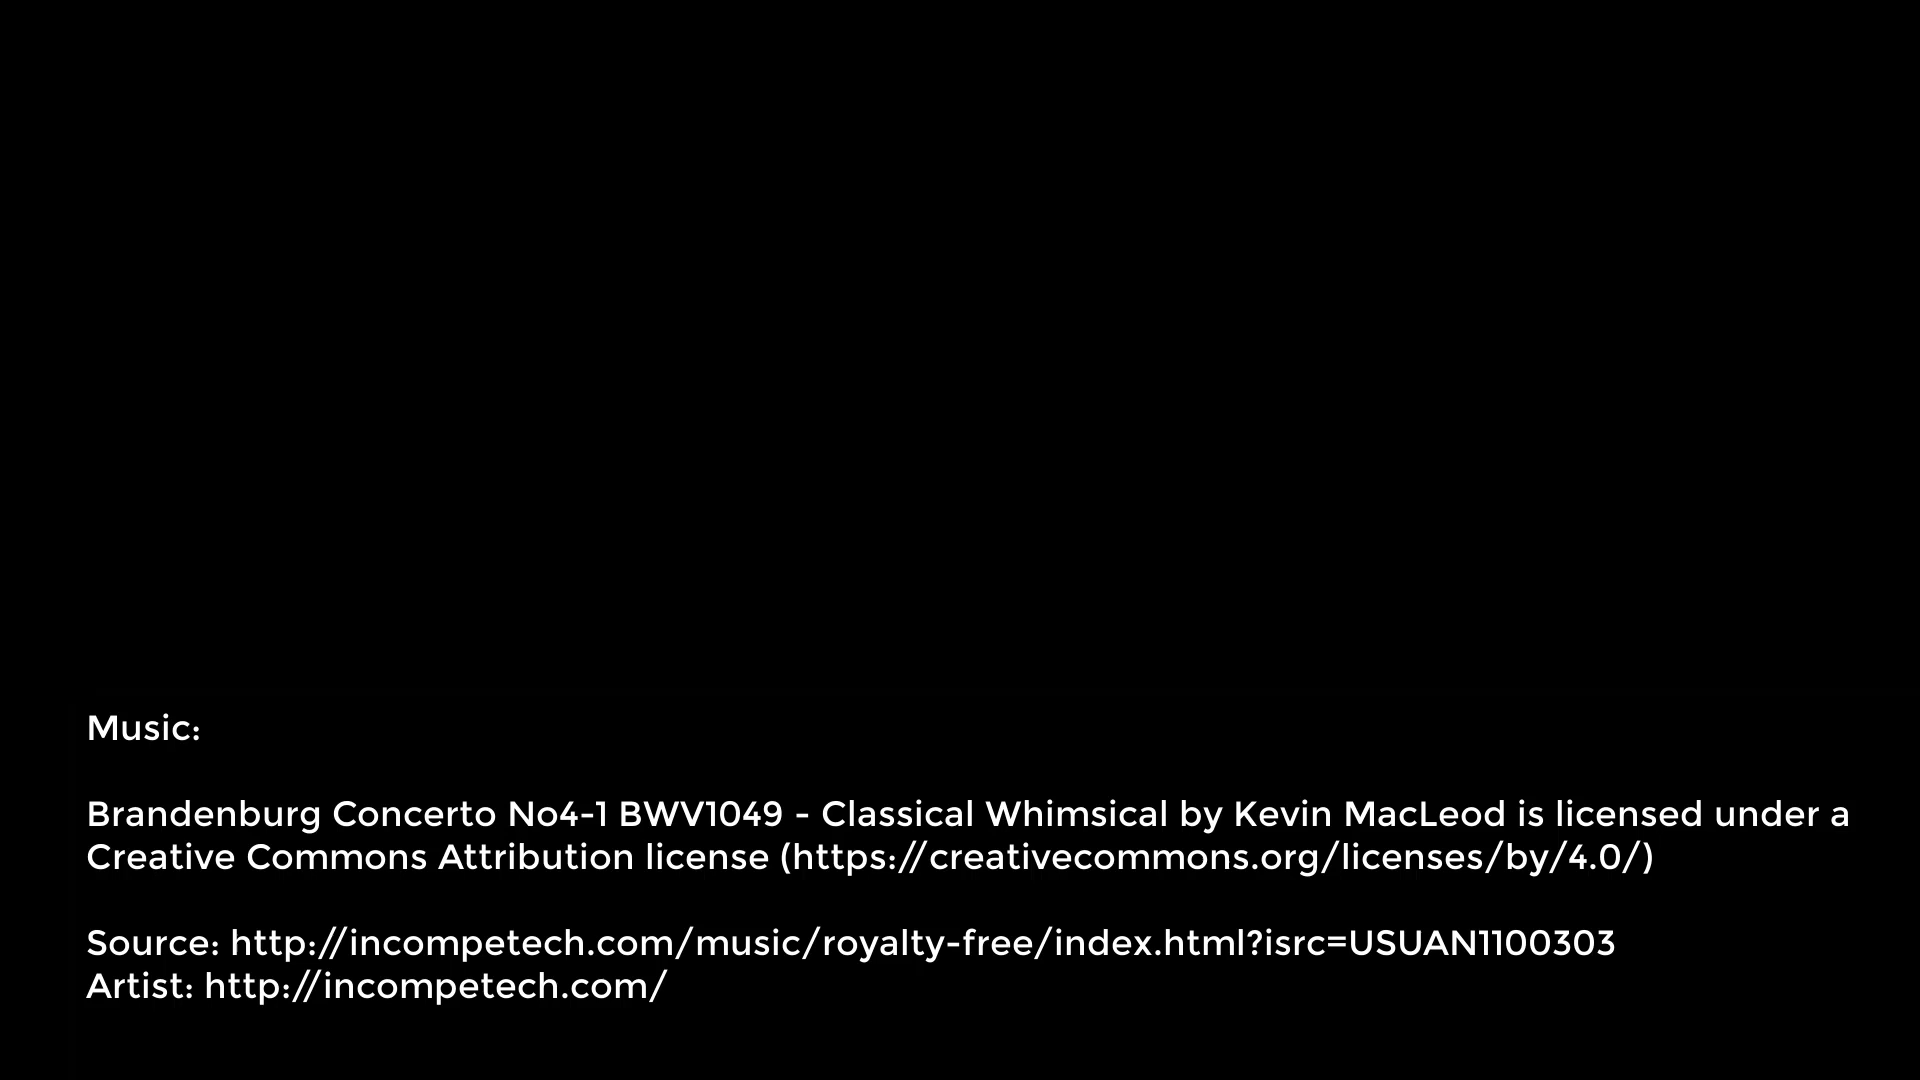 Music:
Brandenburg Concerto No4-1 BWV1049 - Classical Whimsical by Kevin MacLeod is licensed under a
Creative Commons Attribution license (https://creativecommons.org/licenses/by/4.0/)
Source: http://incompetech.com/music/royalty-free/index.html?isrc=USUAN1100303
Artist: http://incompetech.com/